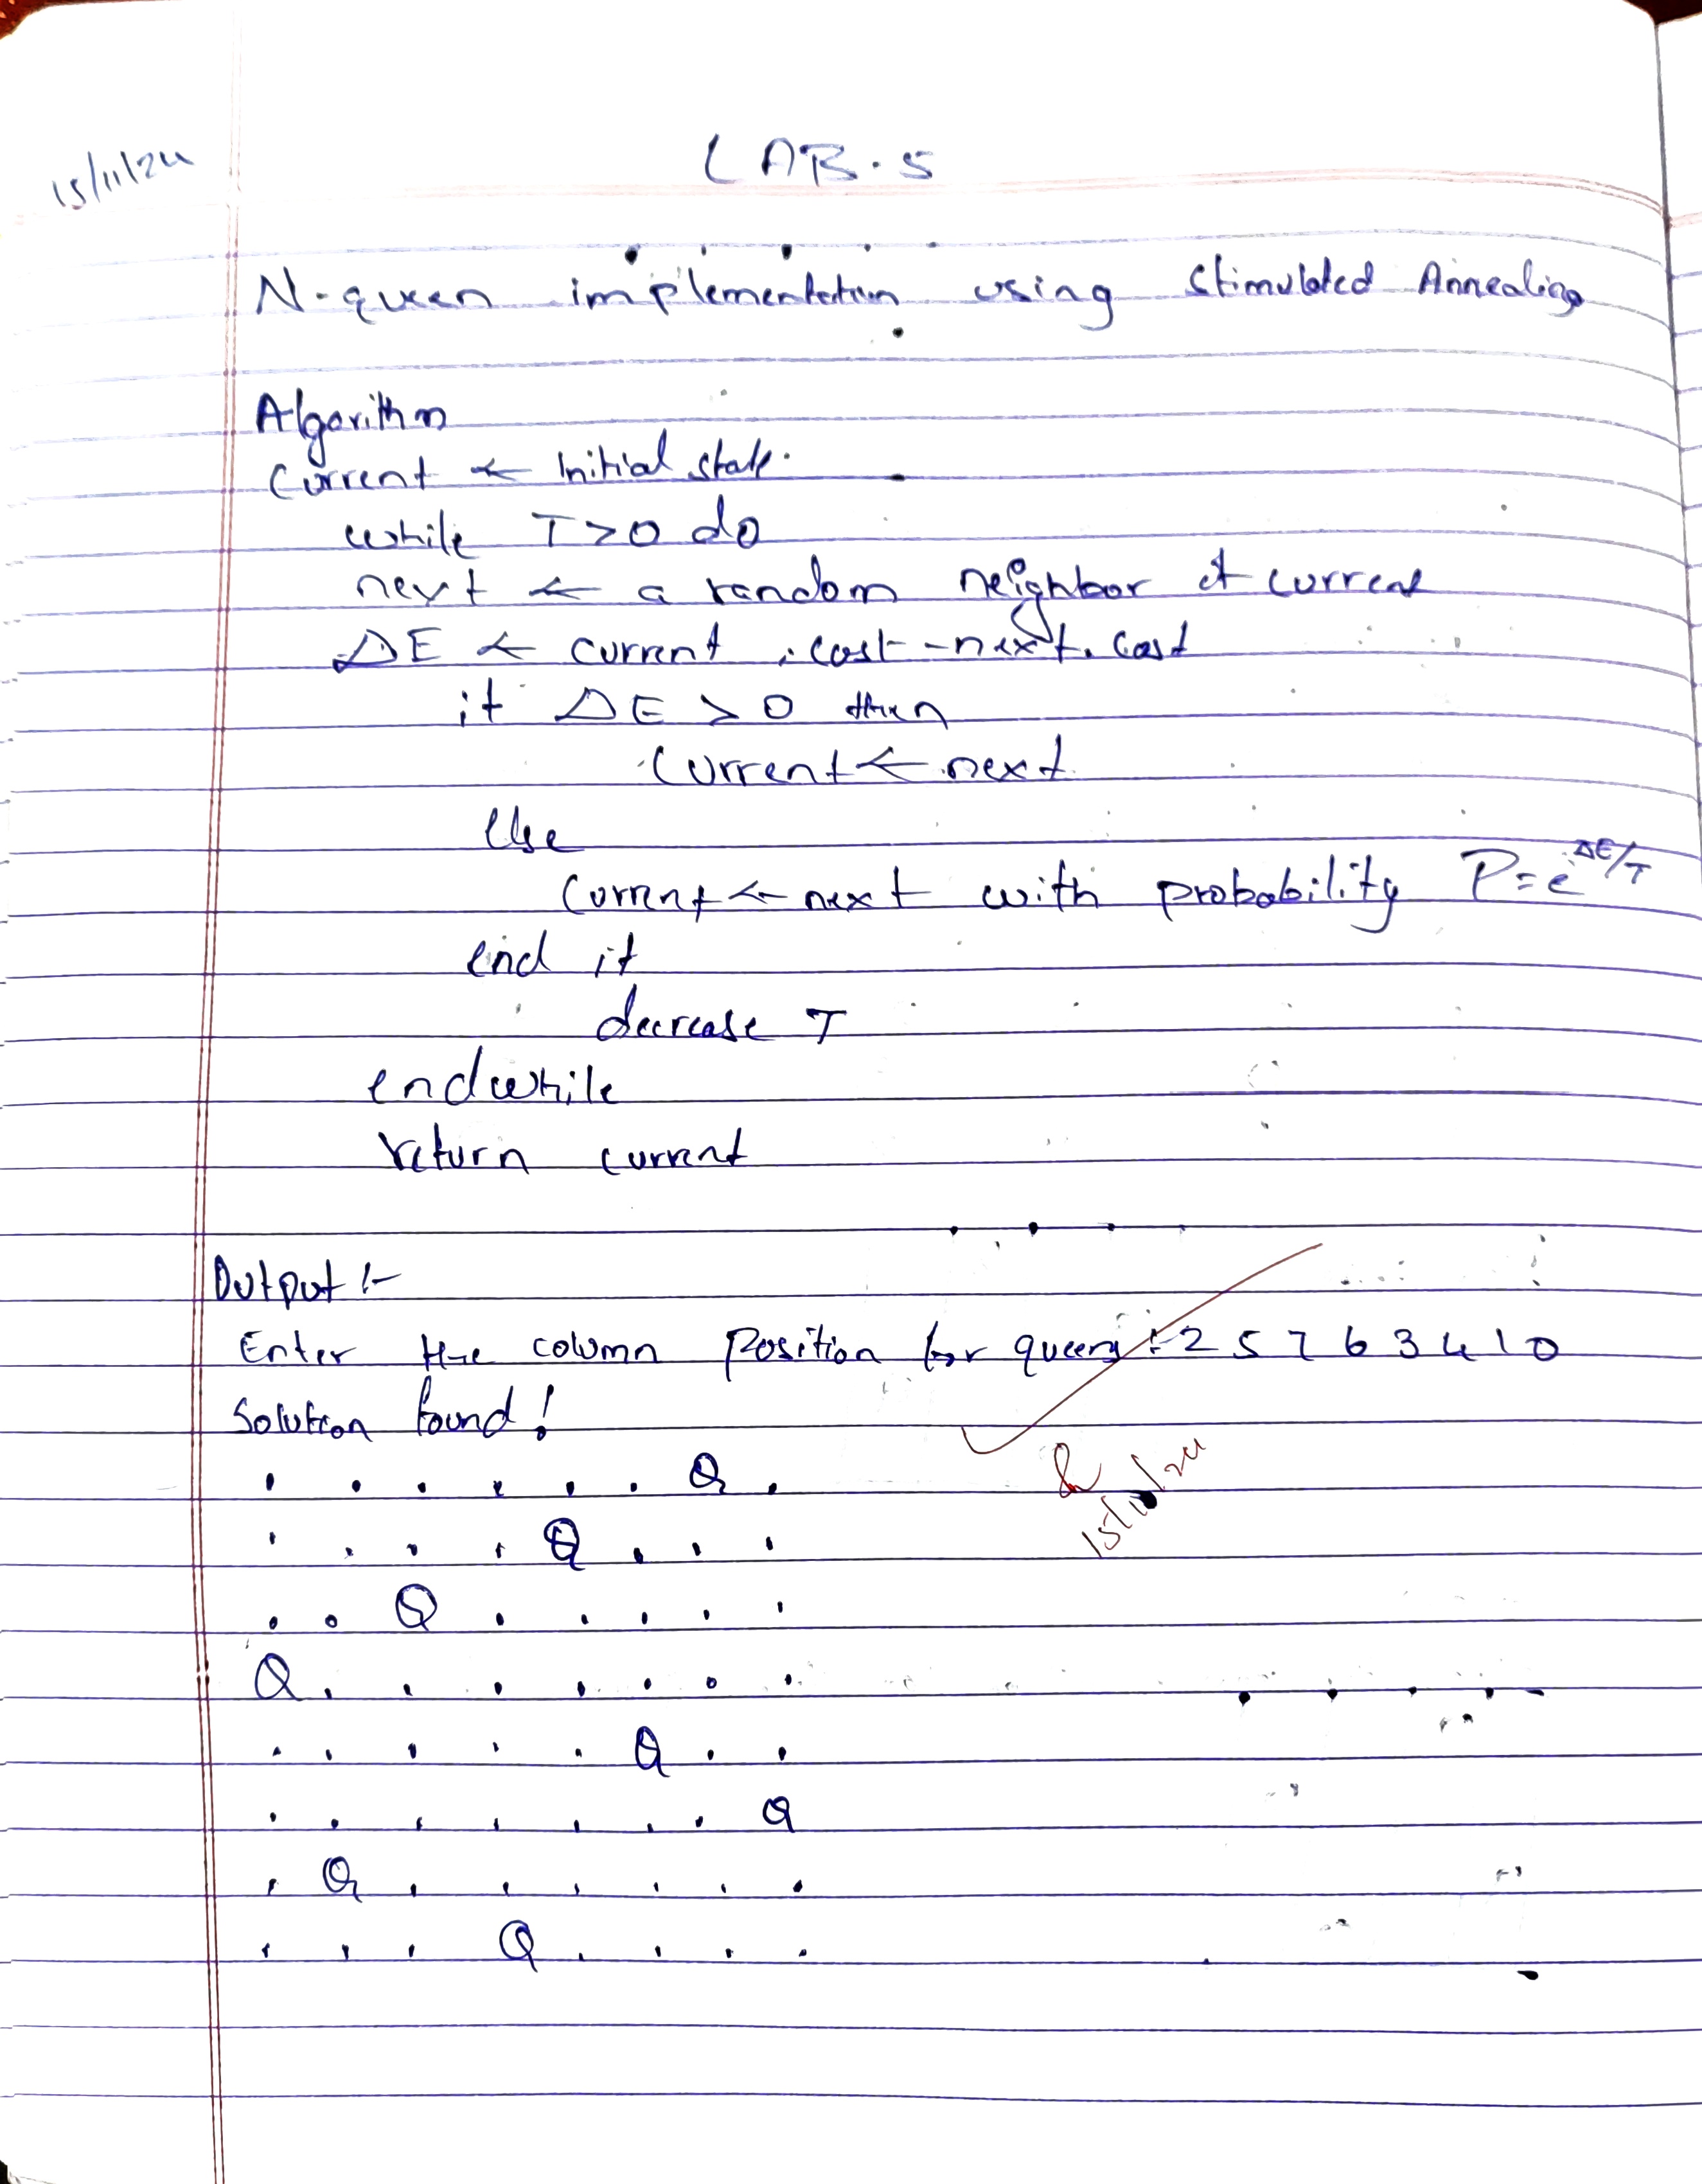 15/11/24
LAB-5
N-queen implementation using Stimulated Annealing
Algorithm
Current ← Initial state.
while T>0 do
next ← a random neighbor of current
ΔE ← current.cost - next.cost
if ΔE > 0 then
Current ← next
else
Current ← next with probability P=e^ΔE/T
end if
decrease T
endwhile
return current
Output :-
Enter the column Position for queens :- 2 5 7 6 3 4 1 0
Solution found!
. . . . . . Q .
. . . . Q . . .
. . Q . . . . .
Q . . . . . . .
. . . . . Q . .
. . . . . . . Q
. Q . . . . . .
. . . Q . . . .
15/11/24